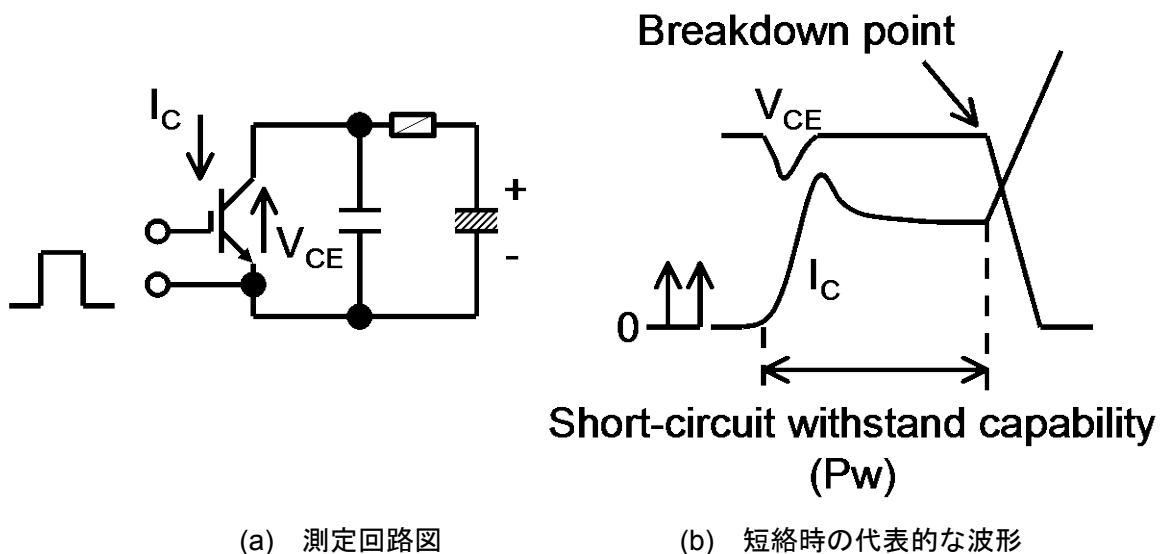 I_C
V_CE
+
-
Breakdown point
V_CE
I_C
0
Short-circuit withstand capability
(Pw)
(a) 測定回路図
(b) 短絡時の代表的な波形